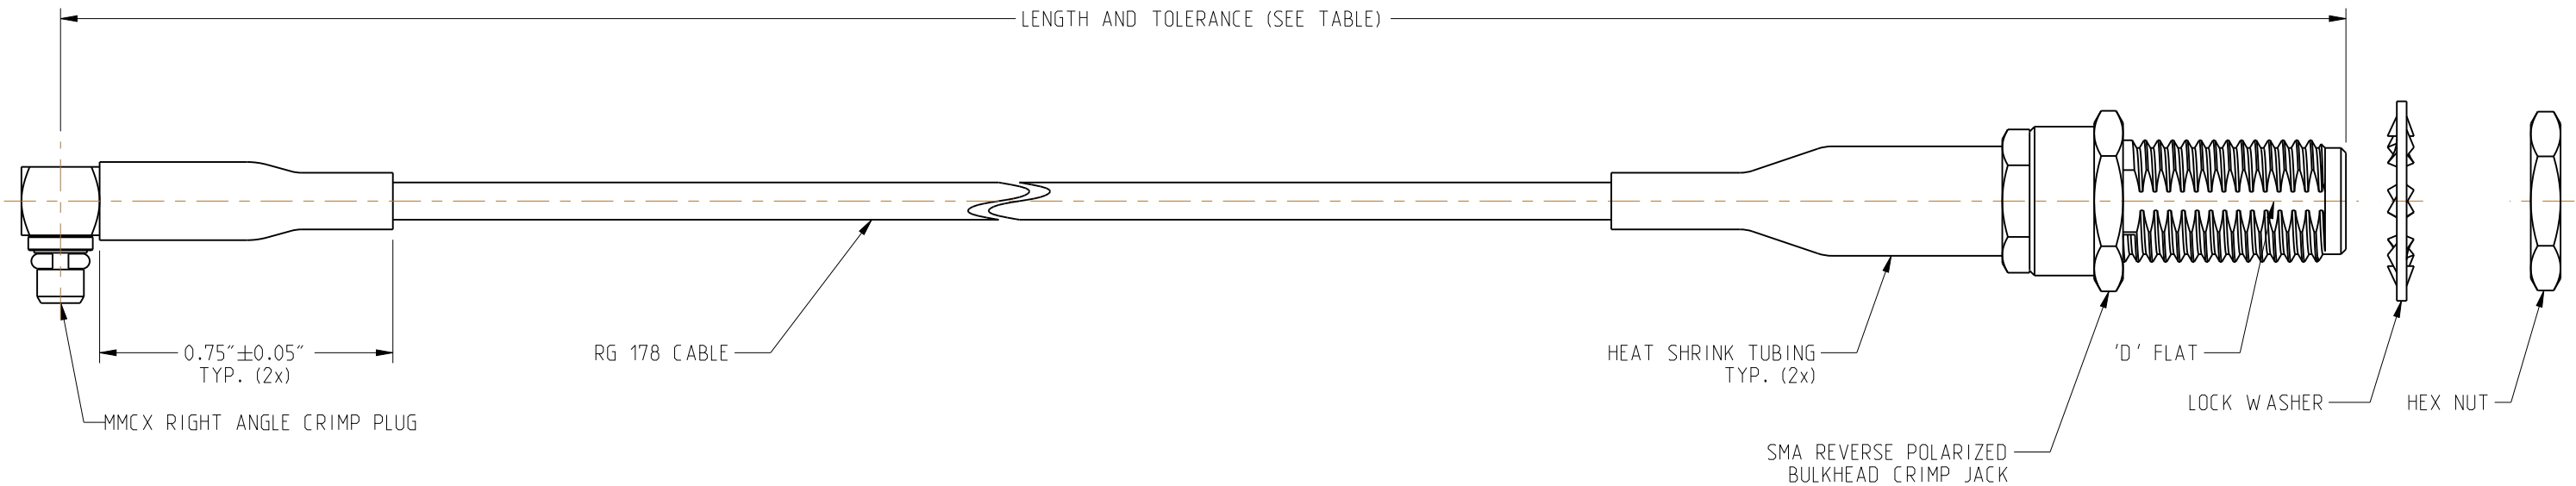 LENGTH AND TOLERANCE (SEE TABLE)
0.75"±0.05"
TYP. (2x)
RG 178 CABLE
HEAT SHRINK TUBING
TYP. (2x)
'D' FLAT
MMCX RIGHT ANGLE CRIMP PLUG
LOCK WASHER
HEX NUT
SMA REVERSE POLARIZED
BULKHEAD CRIMP JACK